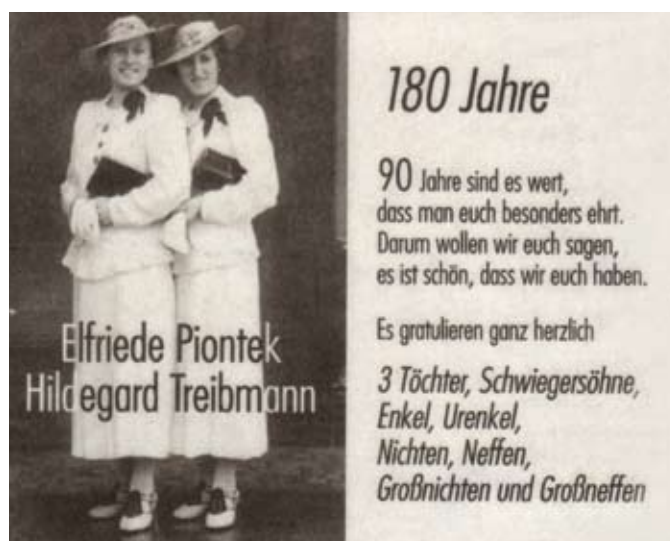 Elfriede Piontek
Hildegard Treibmann
180 Jahre
90 Jahre sind es wert,
dass man euch besonders ehrt.
Darum wollen wir euch sagen,
es ist schön, dass wir euch haben.
Es gratulieren ganz herzlich
3 Töchter, Schwiegersöhne,
Enkel, Urenkel,
Nichten, Neffen,
Großnichten und Großneffen